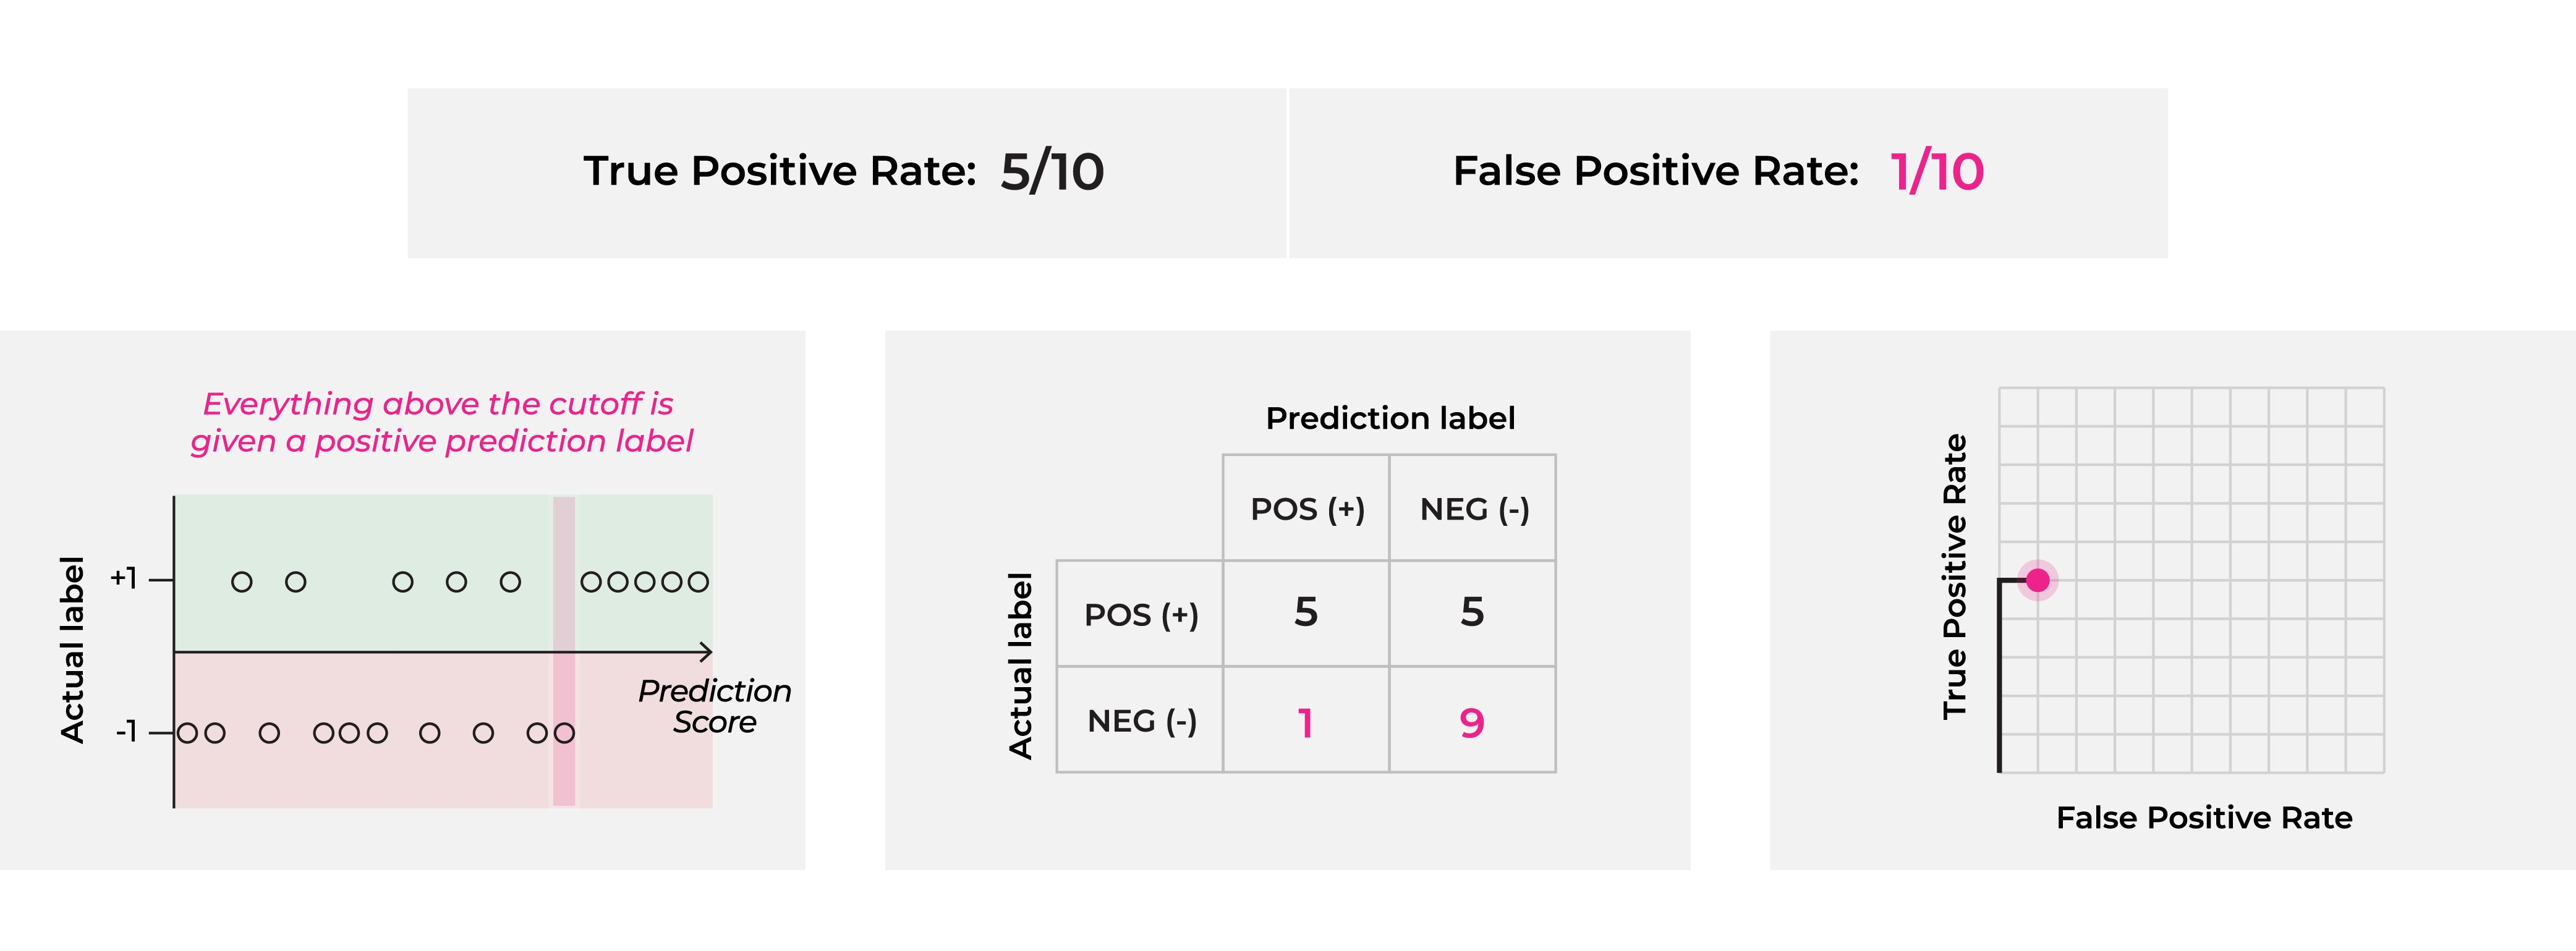 True Positive Rate: 5/10
False Positive Rate: 1/10
Everything above the cutoff is
given a positive prediction label
Actual label
+1
-1
Prediction
Score
Prediction label
POS (+) NEG (-)
Actual label
POS (+) 5 5
NEG (-) 1 9
True Positive Rate
False Positive Rate